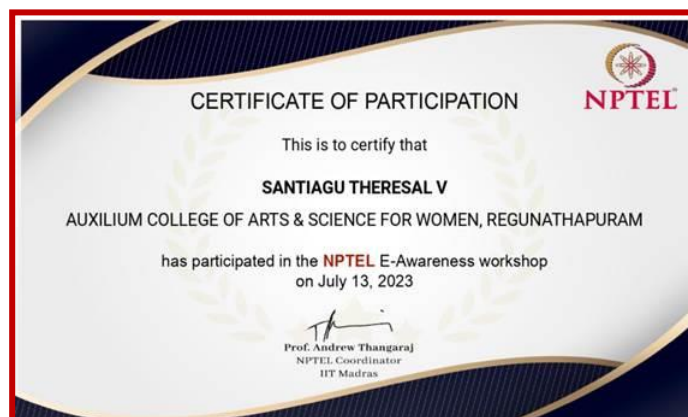 NPTEL
CERTIFICATE OF PARTICIPATION
This is to certify that
SANTIAGU THERESAL V
AUXILIUM COLLEGE OF ARTS & SCIENCE FOR WOMEN, REGUNATHAPURAM
has participated in the NPTEL E-Awareness workshop
on July 13, 2023
Prof. Andrew Thangaraj
NPTEL Coordinator
IIT Madras